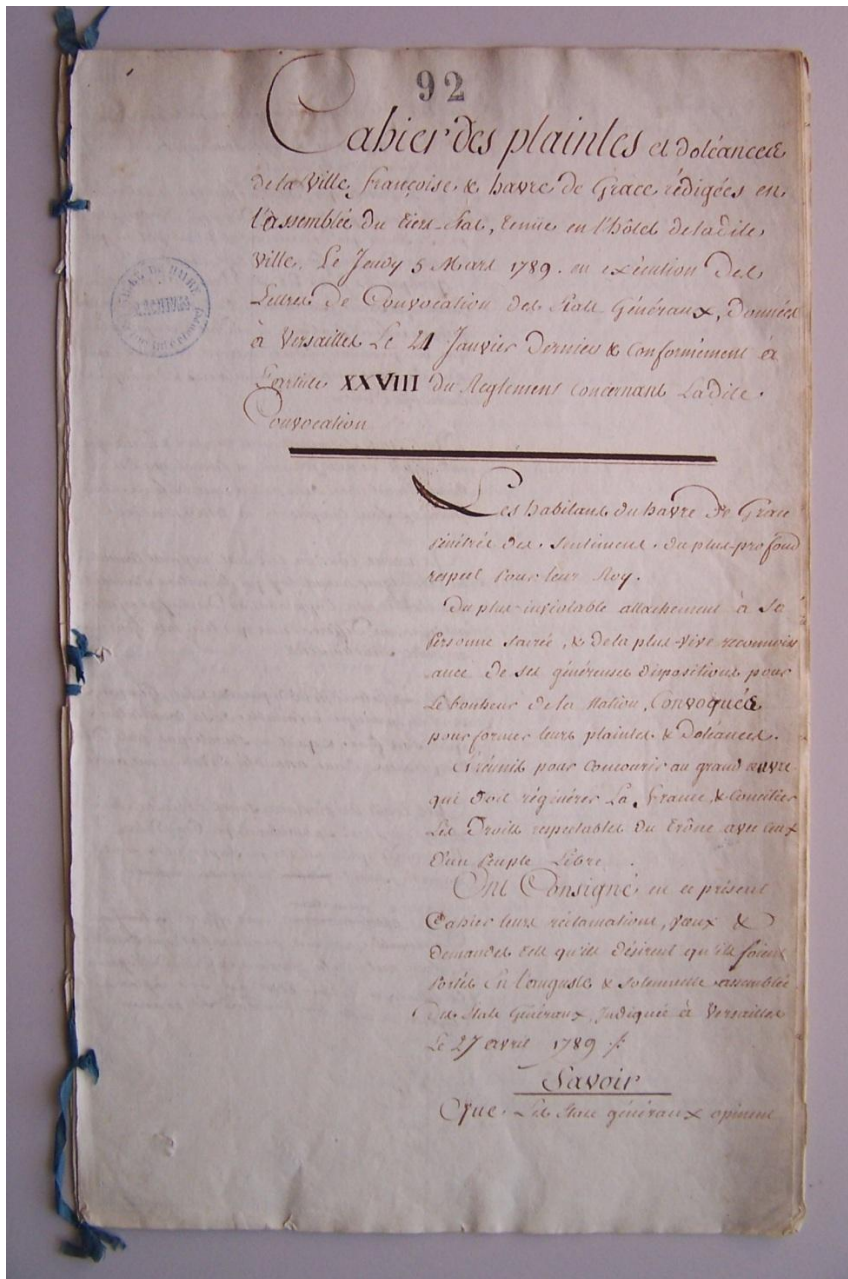 92
Cahier des plaintes et doléances
de la Ville françoise & havre de Grace rédigées en
l'assemblée du tiers-Etat, tenüe en l'hôtel de ladite
Ville. Le Jeudy 5 Mars 1789. en exécution des
Lettres de Convocation des Etats Généraux, données
à Versailles Le 24 Janvier dernier & conformément à
l'article XXVIII du Reglement concernant Ladite
Convocation
Les habitans du havre de Grace
pénétrés des sentimens du plus profond
respect pour leur Roy.
Du plus inviolable attachement à Sa
Personne sacrée, & de la plus vive reconnois
sance de ses généreuses dispositions pour
Le bonheur de la Nation, Convoqués
pour former leurs plaintes & doléances.
Et réunis pour Concourir au grand œuvre
qui doit régénérer La france, & Concilier
Les Droits respectables du trône avec ceux
d'un Peuple Libre.
Ont Consigné en ce présent
Cahier leurs réclamations, vœux &
demandes tels qu'ils désirent qu'ils soient
Portés En l'auguste & solennelle assemblée
des Etats Généraux, Indiquée à Versailles
Le 27 avril 1789
Savoir
Que Les Etats généraux opinent